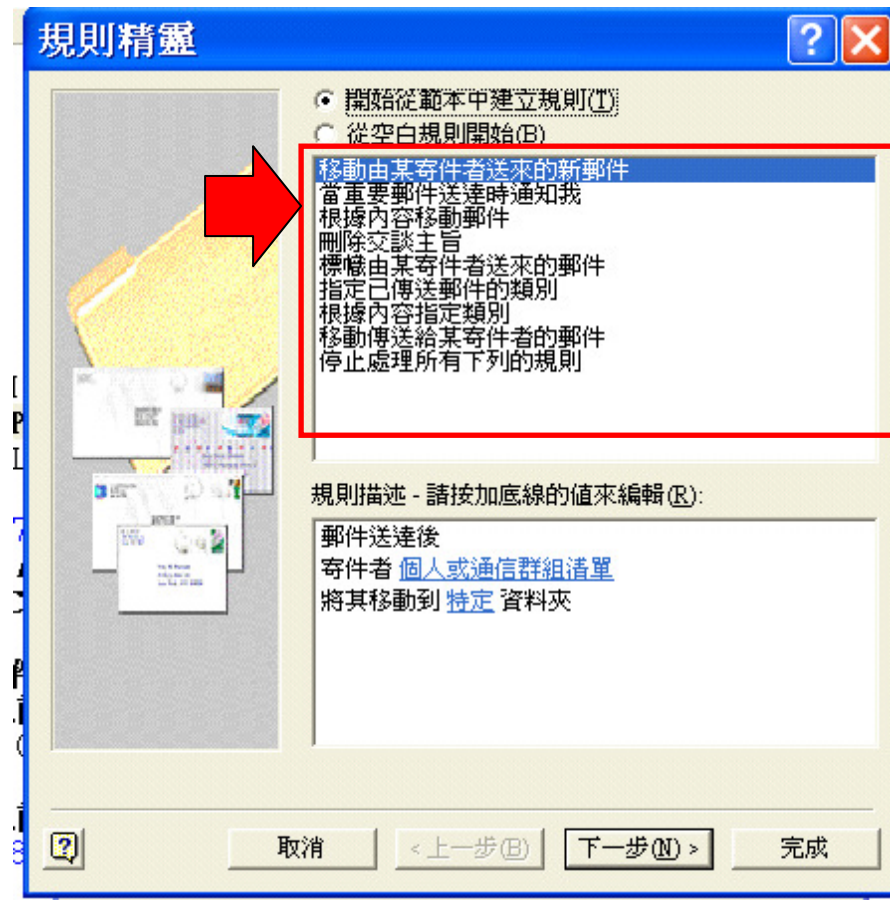 規則精靈
開始從範本中建立規則(T)
從空白規則開始(B)
移動由某寄件者送來的新郵件
當重要郵件送達時通知我
根據內容移動郵件
刪除交談主旨
標幟由某寄件者送來的郵件
指定已傳送郵件的類別
根據內容指定類別
移動傳送給某寄件者的郵件
停止處理所有下列的規則
規則描述 - 請按加底線的值來編輯(R):
郵件送達後
寄件者 個人或通信群組清單
將其移動到 特定 資料夾
取消 <上一步(B) 下一步(N)> 完成